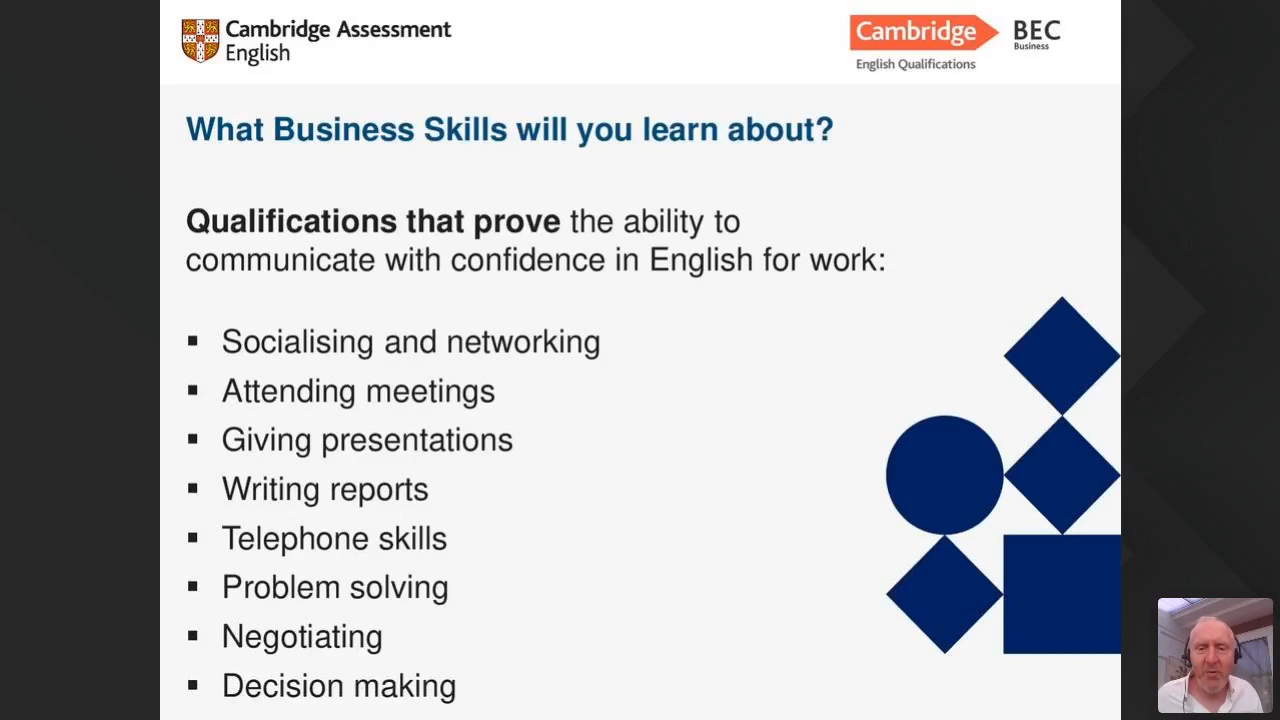 Cambridge Assessment
English
Cambridge
English Qualifications
BEC
Business
What Business Skills will you learn about?
Qualifications that prove the ability to
communicate with confidence in English for work:
▪ Socialising and networking
▪ Attending meetings
▪ Giving presentations
▪ Writing reports
▪ Telephone skills
▪ Problem solving
▪ Negotiating
▪ Decision making